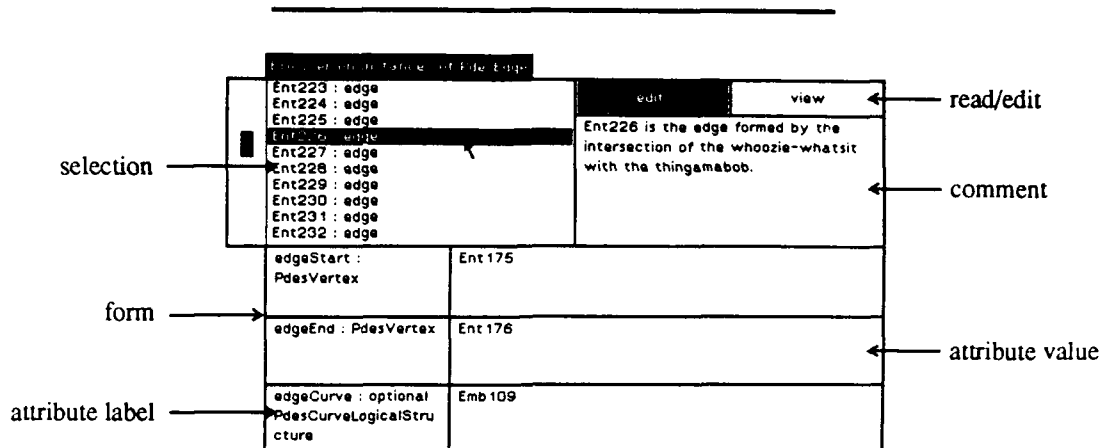 Ent223 : edge
Ent224 : edge
Ent225 : edge
Ent226 : edge
Ent227 : edge
Ent228 : edge
Ent229 : edge
Ent230 : edge
Ent231 : edge
Ent232 : edge
edit
view
read/edit
Ent226 is the edge formed by the
intersection of the whoozie-whatsit
with the thingamabob.
selection
comment
edgeStart :
PdesVertex
Ent175
form
edgeEnd : PdesVertex
Ent176
attribute value
edgeCurve : optional
PdesCurveLogicalStru
cture
Emb109
attribute label